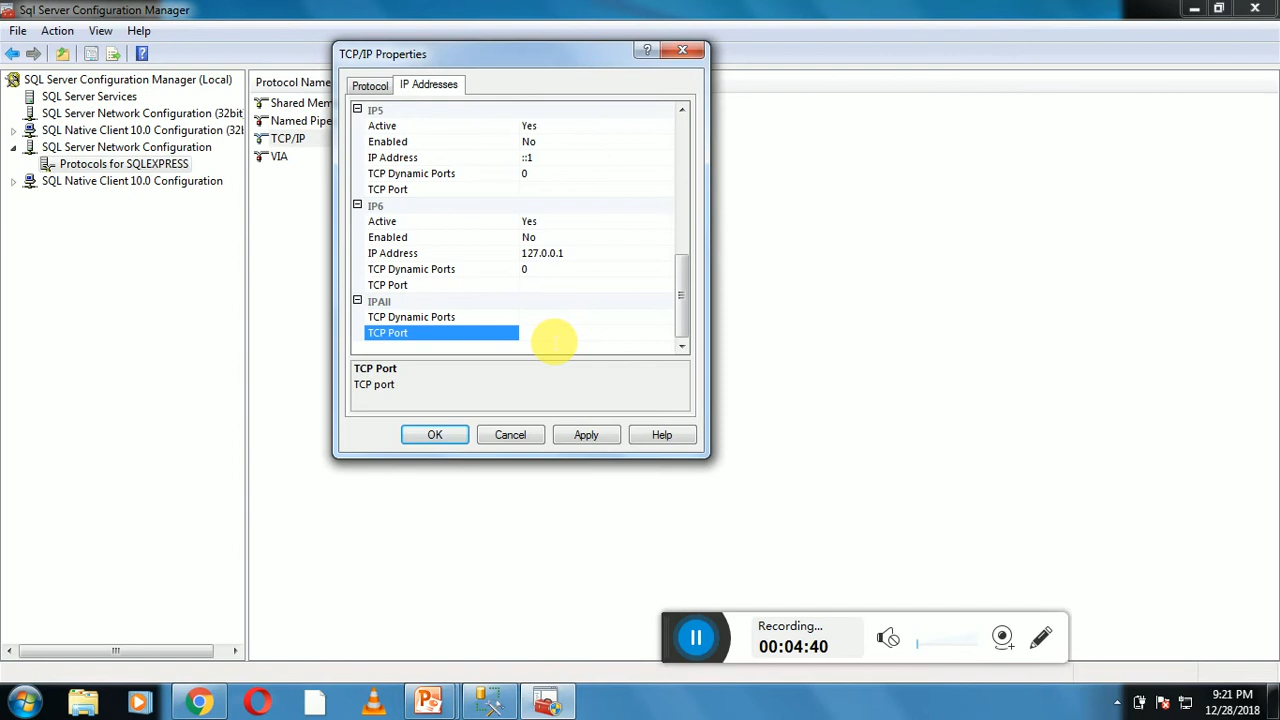 Sql Server Configuration Manager
File Action View Help
SQL Server Configuration Manager (Local)
SQL Server Services
SQL Server Network Configuration (32bit
SQL Native Client 10.0 Configuration (32b
SQL Server Network Configuration
Protocols for SQLEXPRESS
SQL Native Client 10.0 Configuration
Protocol Name
Shared Mem
Named Pipe
TCP/IP
VIA
TCP/IP Properties
Protocol IP Addresses
IP5
Active Yes
Enabled No
IP Address ::1
TCP Dynamic Ports 0
TCP Port
IP6
Active Yes
Enabled No
IP Address 127.0.0.1
TCP Dynamic Ports 0
TCP Port
IPAll
TCP Dynamic Ports
TCP Port
TCP Port
TCP port
OK Cancel Apply Help
Recording...
00:04:40
9:21 PM
12/28/2018